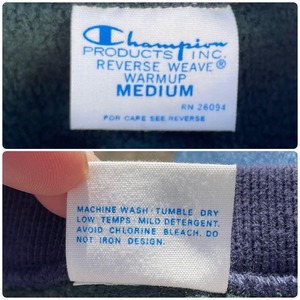 Champion
PRODUCTS INC.
REVERSE WEAVE®
WARMUP
MEDIUM
RN 26094
FOR CARE SEE REVERSE
MACHINE WASH · TUMBLE DRY
LOW TEMPS · MILD DETERGENT.
AVOID CHLORINE BLEACH. DO
NOT IRON DESIGN.